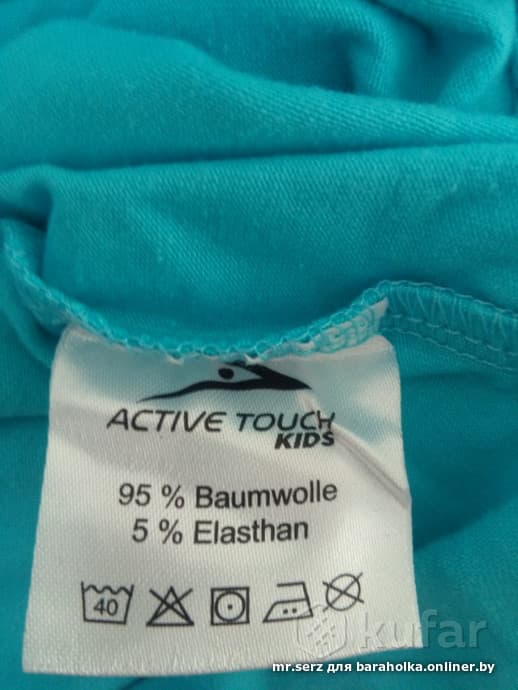 ACTIVE TOUCH
KIDS
95 % Baumwolle
5 % Elasthan
40
kufar
mr.serz для baraholka.onliner.by